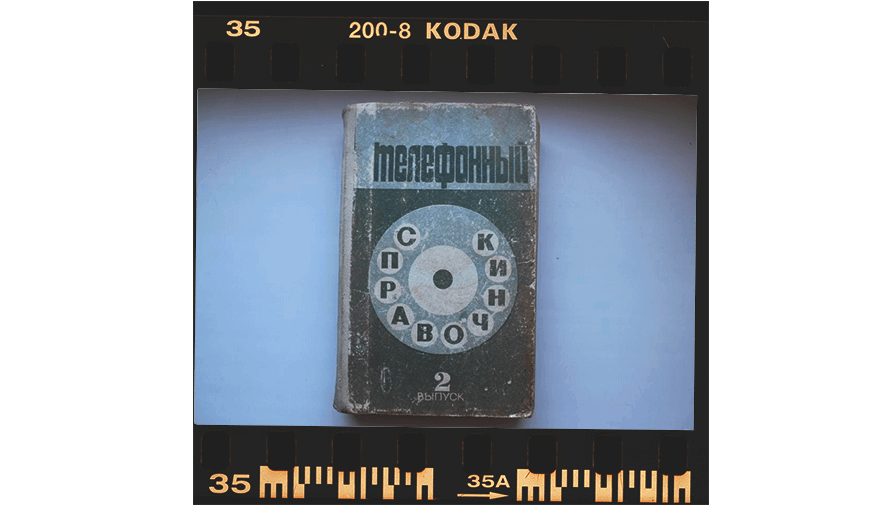 35 200-8 KODAK
телефонный
СПРАВОЧНИК
2
ВЫПУСК
35 35A